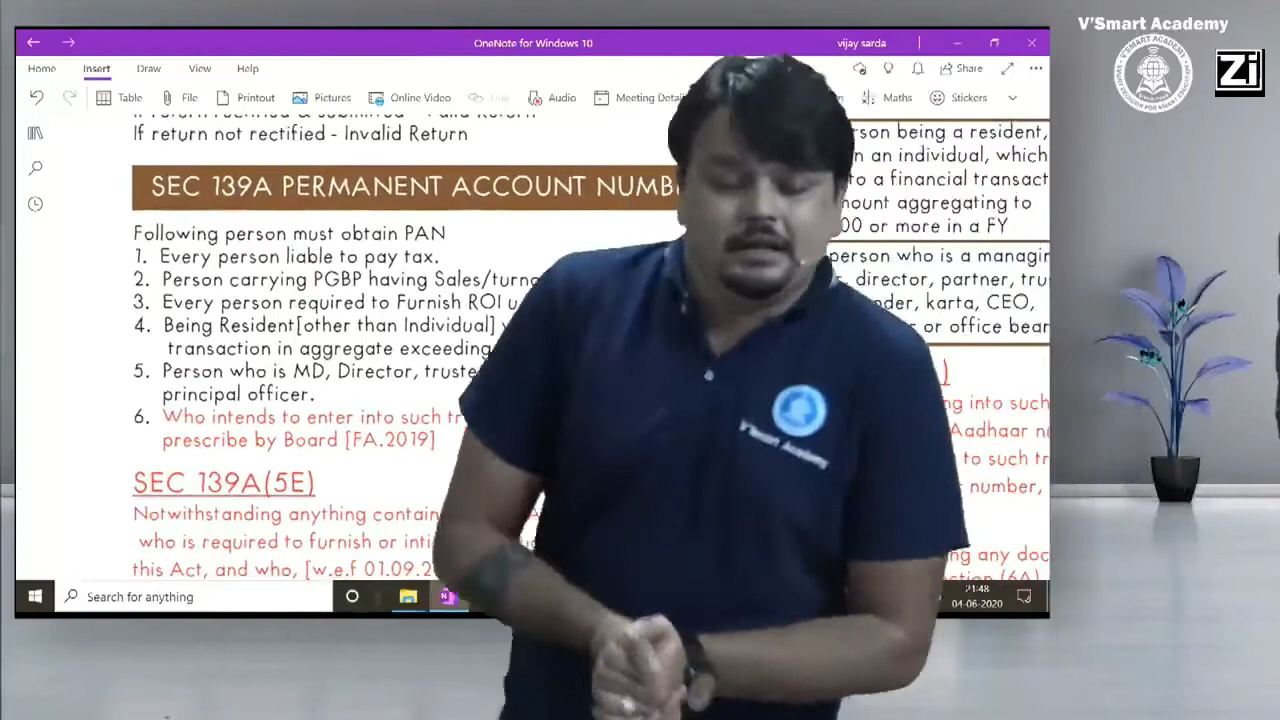 V'Smart Academy
Zi
OneNote for Windows 10
vijay sarda
Home Insert Draw View Help
Share
Table File Printout Pictures Online Video Audio Meeting Detai Maths Stickers
If return not rectified - Invalid Return
SEC 139A PERMANENT ACCOUNT NUMB
Following person must obtain PAN
1. Every person liable to pay tax.
2. Person carrying PGBP having Sales/turno
3. Every person required to Furnish ROI u
4. Being Resident[other than Individual]
transaction in aggregate exceeding
5. Person who is MD, Director, truste
principal officer.
6. Who intends to enter into such tr
prescribe by Board [FA.2019]
SEC 139A(5E)
Notwithstanding anything contain
who is required to furnish or inti
this Act, and who, [w.e.f 01.09.2
rson being a resident,
n an individual, which
to a financial transact
mount aggregating to
00 or more in a FY
person who is a managin
, director, partner, tru
nder, karta, CEO,
r or office bear
ng into such
Aadhaar nu
to such tr
number,
ng any doc
ction (6A)
V'Smart Academy
Search for anything
21:48
04-06-2020